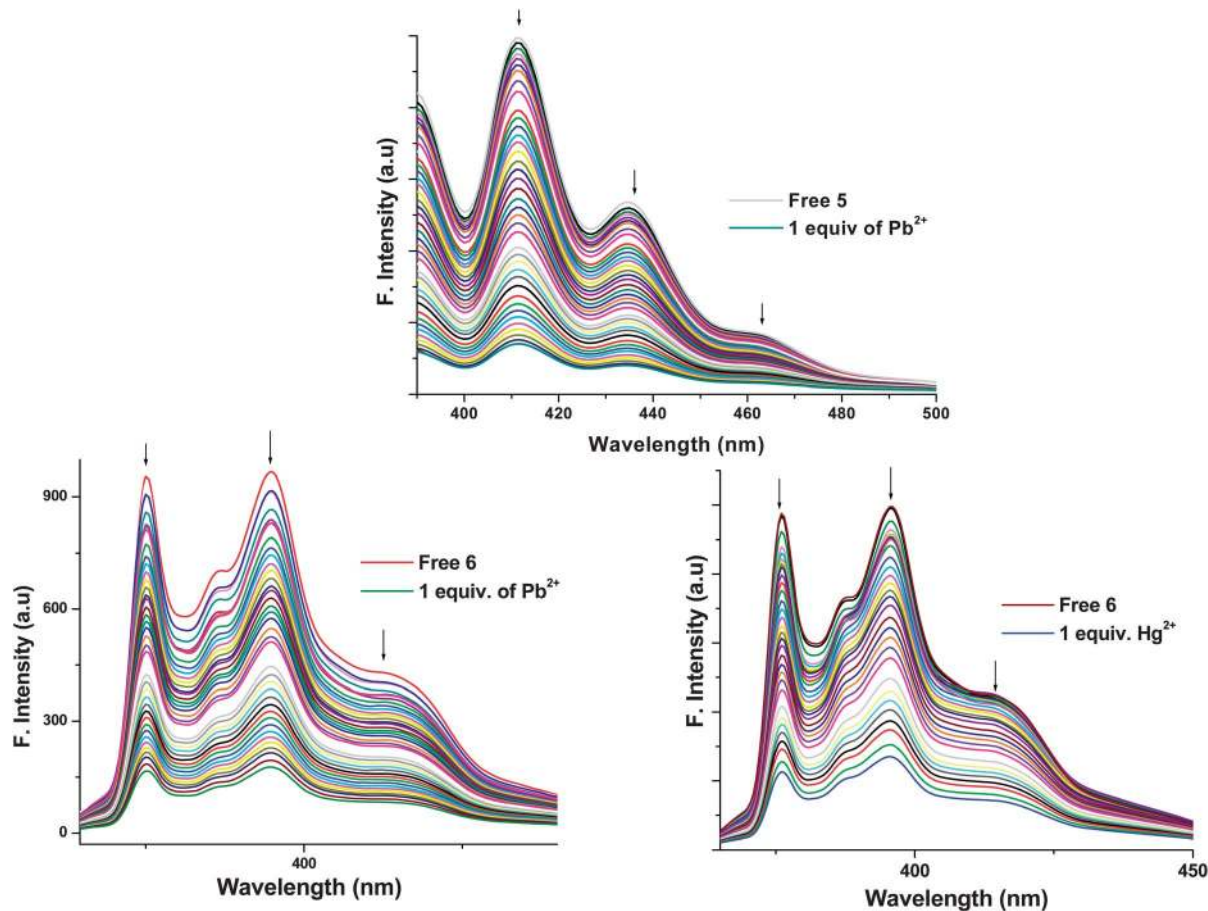 F. Intensity (a.u)
Free 5
1 equiv of Pb²⁺
400 420 440 460 480 500
Wavelength (nm)
F. Intensity (a.u)
900
600
300
0
Free 6
1 equiv. of Pb²⁺
400
Wavelength (nm)
F. Intensity (a.u)
Free 6
1 equiv. Hg²⁺
400 450
Wavelength (nm)